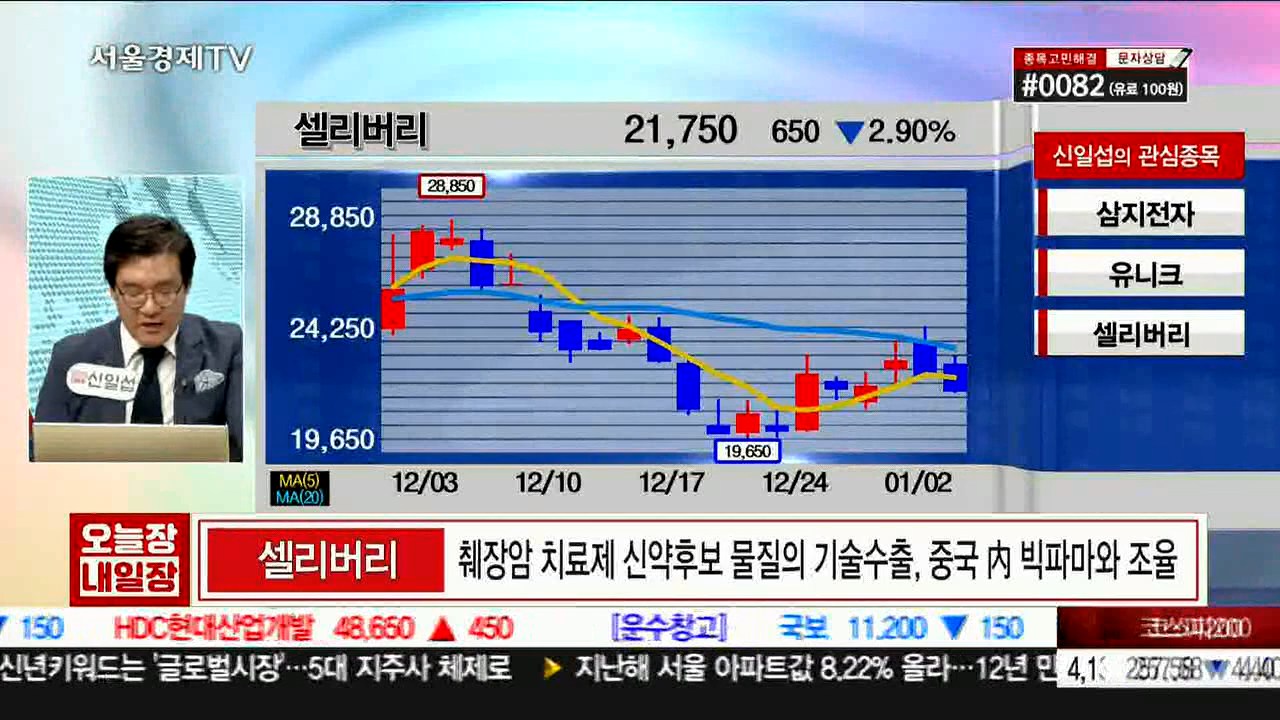 서울경제TV
종목고민해결 문자상담
#0082 (유료 100원)
셀리버리 21,750 650 ▼2.90%
신일섭의 관심종목
삼지전자
유니크
셀리버리
28,850
28,850
24,250
19,650
19,650
신일섭
MA(5)
MA(20)
12/03 12/10 12/17 12/24 01/02
오늘장
내일장
셀리버리 췌장암 치료제 신약후보 물질의 기술수출, 중국 內 빅파마와 조율
▼ 150 HDC현대산업개발 48,650 ▲ 450 [운수창고] 국보 11,200 ▼ 150
신년키워드는 '글로벌시장'…5대 지주사 체제로 ▶ 지난해 서울 아파트값 8.22% 올라…12년 만